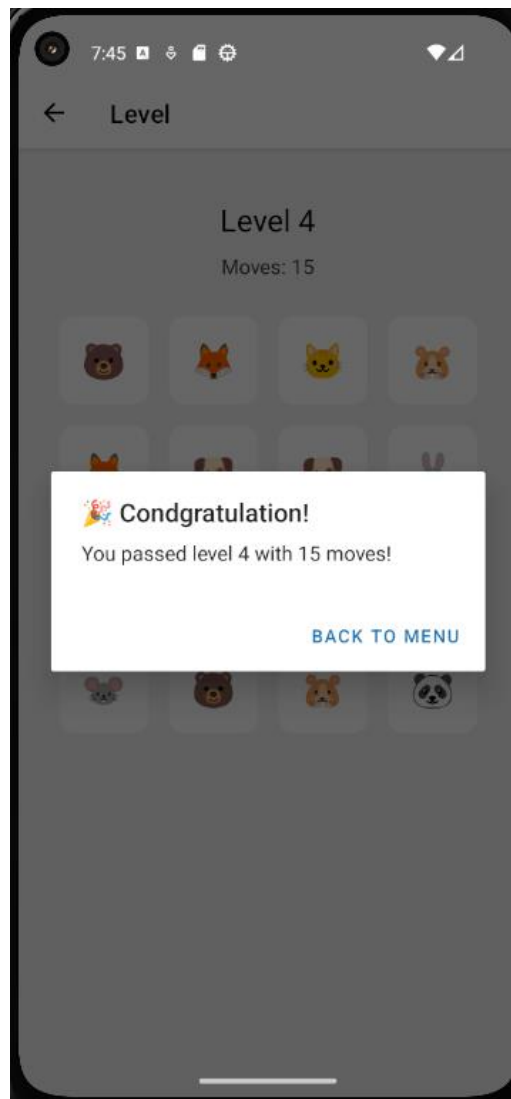 7:45
Level
Level 4
Moves: 15
🎉 Condgratulation!
You passed level 4 with 15 moves!
BACK TO MENU